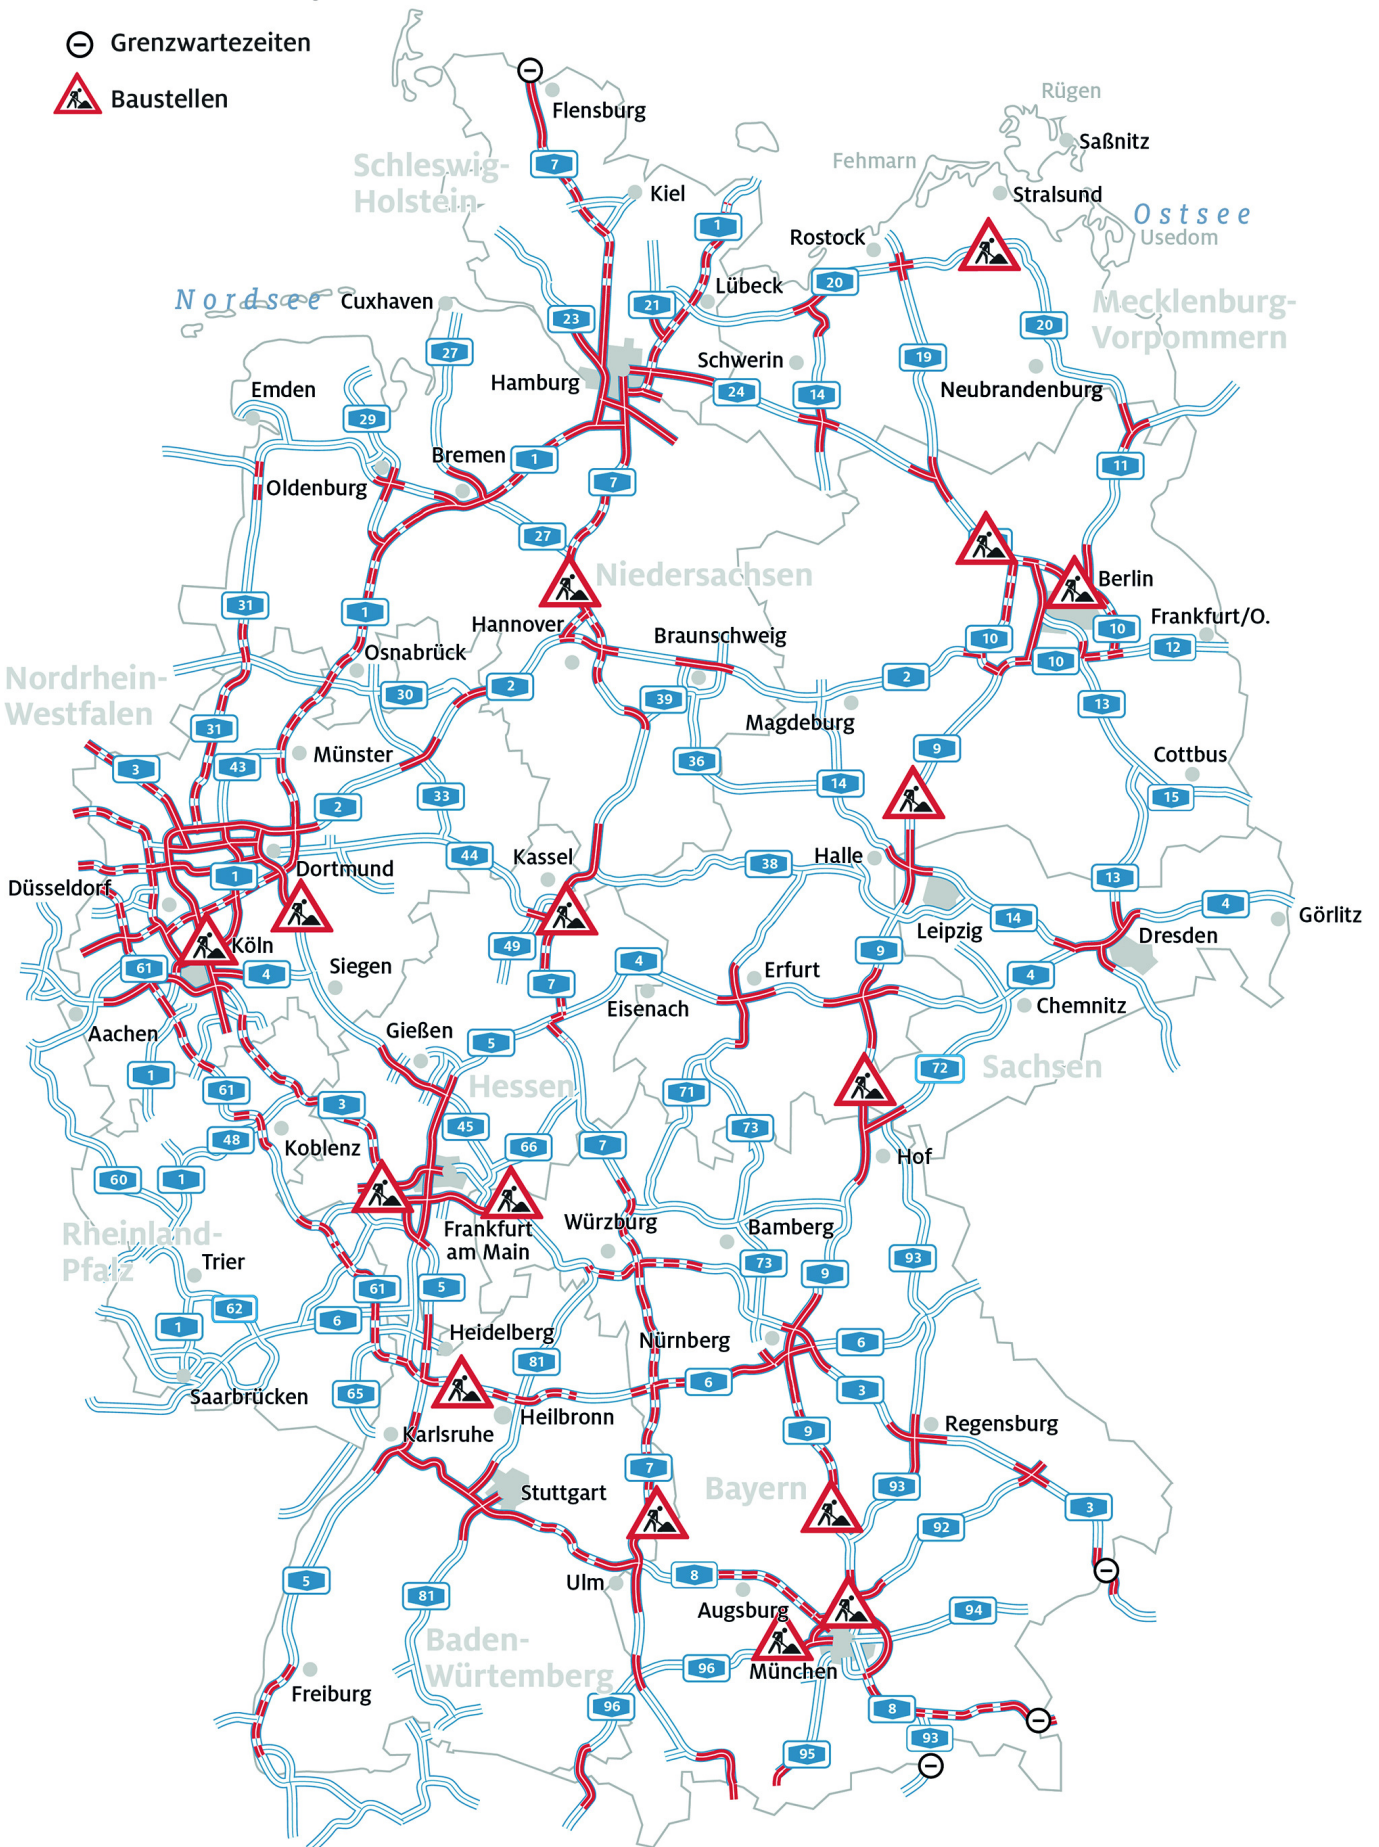 Grenzwartezeiten
Baustellen
Flensburg
Rügen
Saßnitz
7
Schleswig-
Holstein
Fehmarn
Kiel
Stralsund
1
Ostsee
Usedom
Rostock
20
Lübeck
Nordsee
Cuxhaven
21
23
Mecklenburg-
Vorpommern
20
27
Schwerin
19
Hamburg
Neubrandenburg
Emden
24
14
29
Bremen
1
11
Oldenburg
7
27
Niedersachsen
Berlin
31
1
Hannover
Frankfurt/O.
10
10
Braunschweig
12
Osnabrück
10
Nordrhein-
Westfalen
30
2
2
39
13
Magdeburg
31
9
Münster
Cottbus
3
43
36
14
33
15
2
44
Kassel
38
Halle
Dortmund
1
13
Düsseldorf
4
Görlitz
14
Leipzig
Dresden
Köln
49
9
61
4
Siegen
4
Erfurt
4
7
Eisenach
Chemnitz
Aachen
Gießen
5
1
Hessen
72
Sachsen
61
71
3
45
73
48
66
7
Koblenz
Hof
60
1
Rheinland-
Pfalz
Frankfurt
am Main
Würzburg
Bamberg
Trier
73
9
93
61
5
62
1
6
Heidelberg
Nürnberg
6
81
6
3
65
Saarbrücken
Heilbronn
Regensburg
Karlsruhe
9
7
Bayern
93
Stuttgart
3
92
5
8
Ulm
81
Augsburg
94
Baden-
Würtemberg
96
München
Freiburg
96
8
93
95